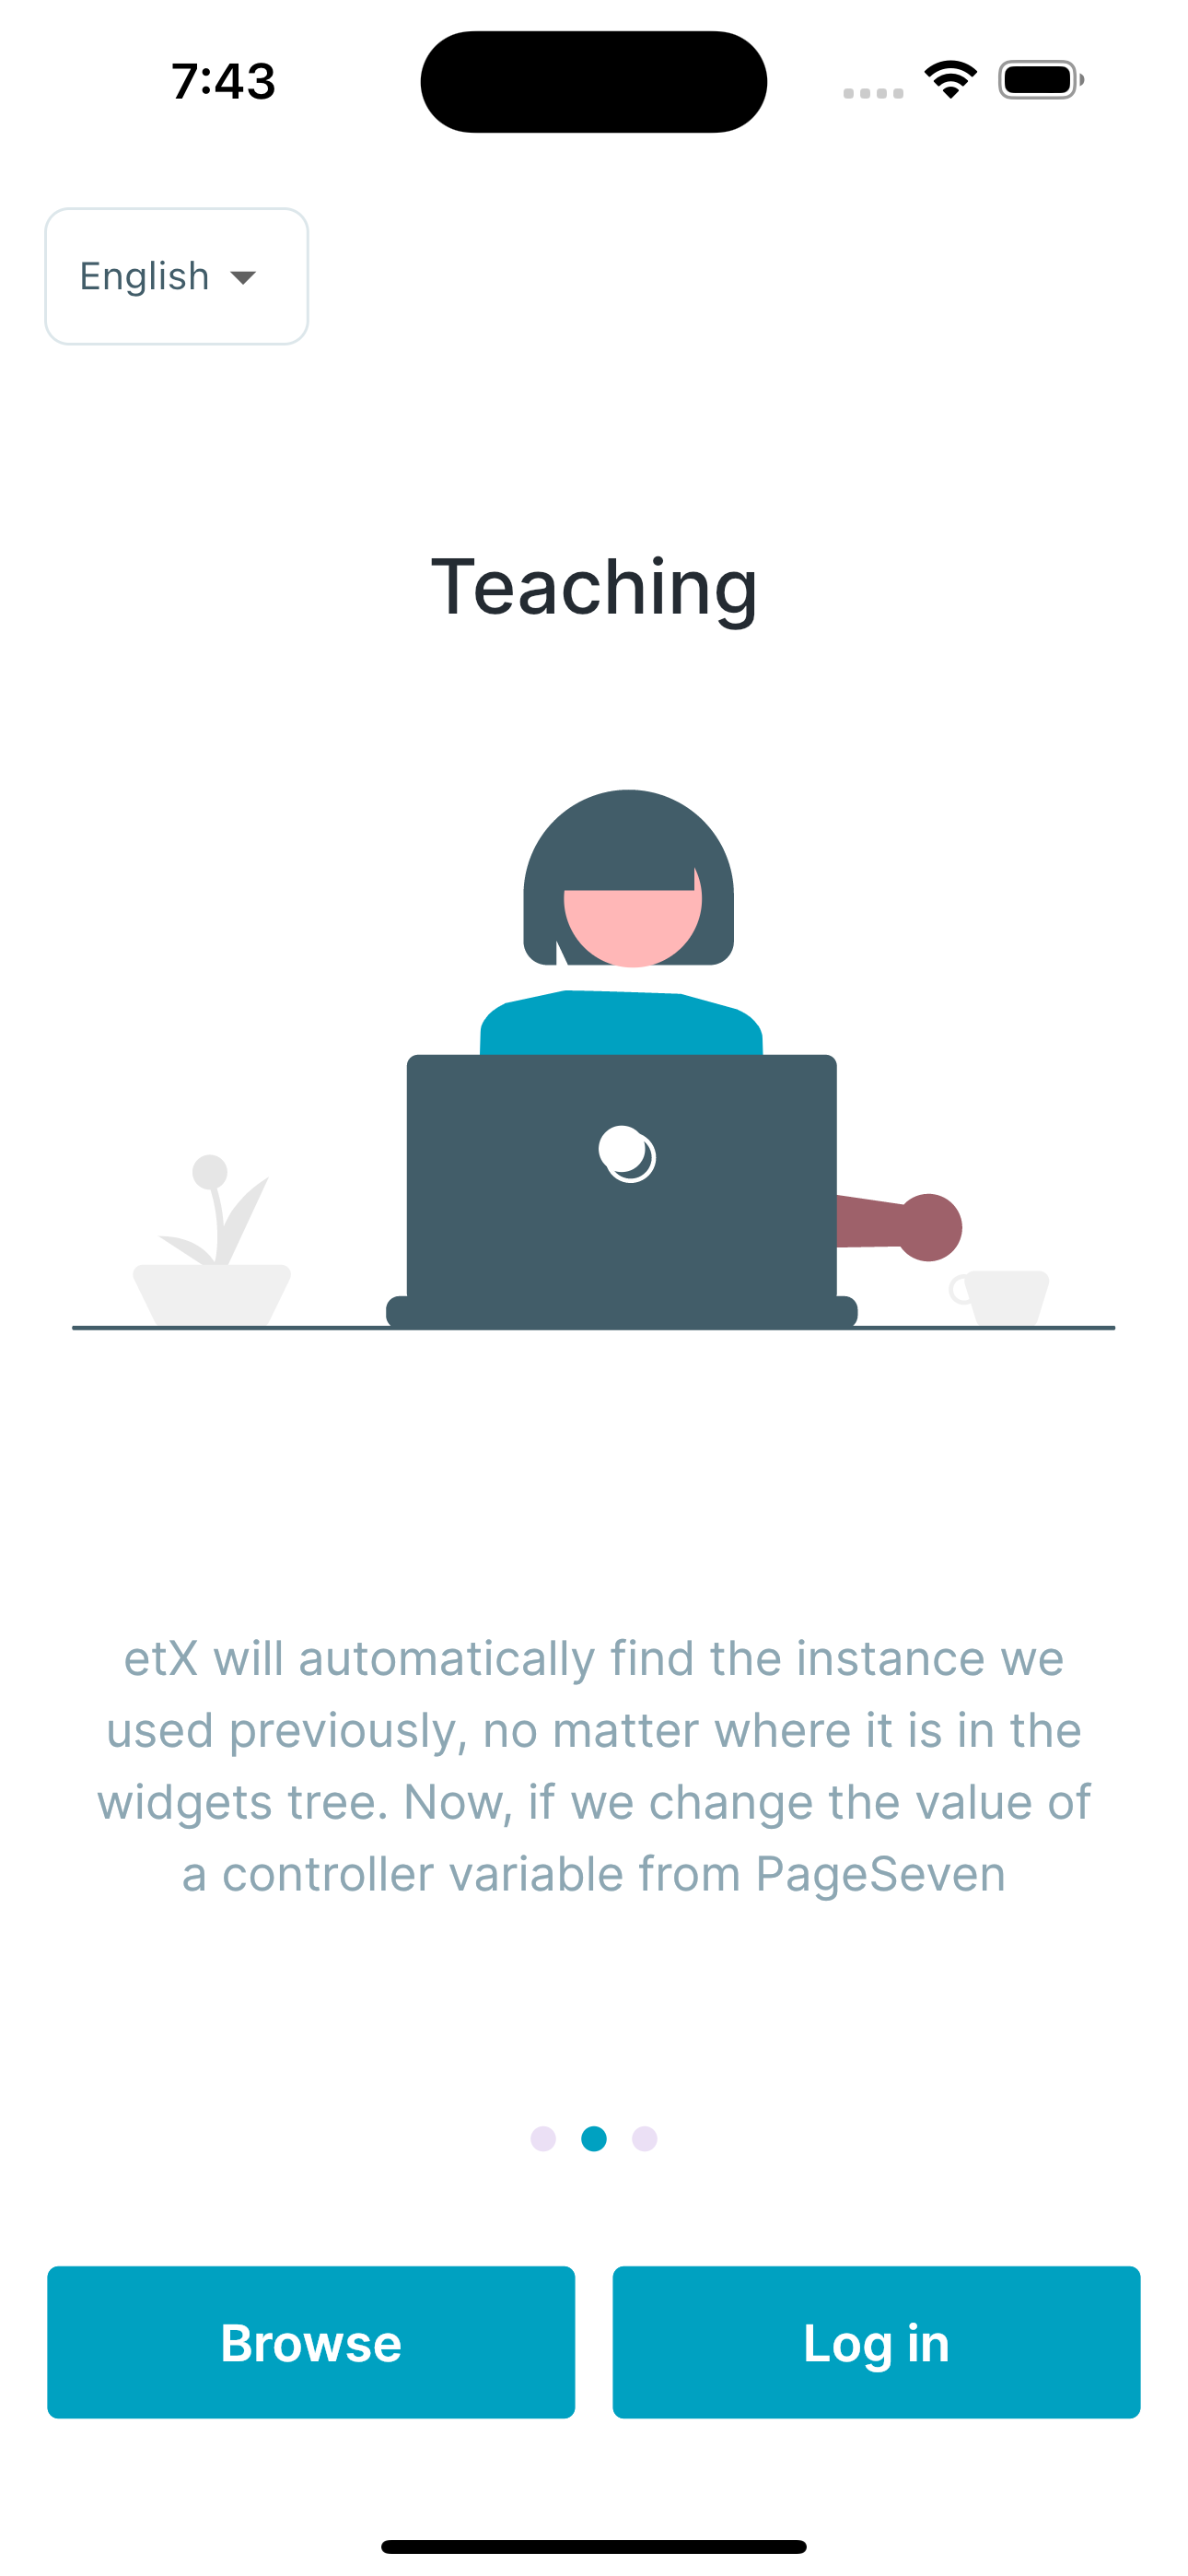 7:43
English
Teaching
etX will automatically find the instance we
used previously, no matter where it is in the
widgets tree. Now, if we change the value of
a controller variable from PageSeven
Browse
Log in